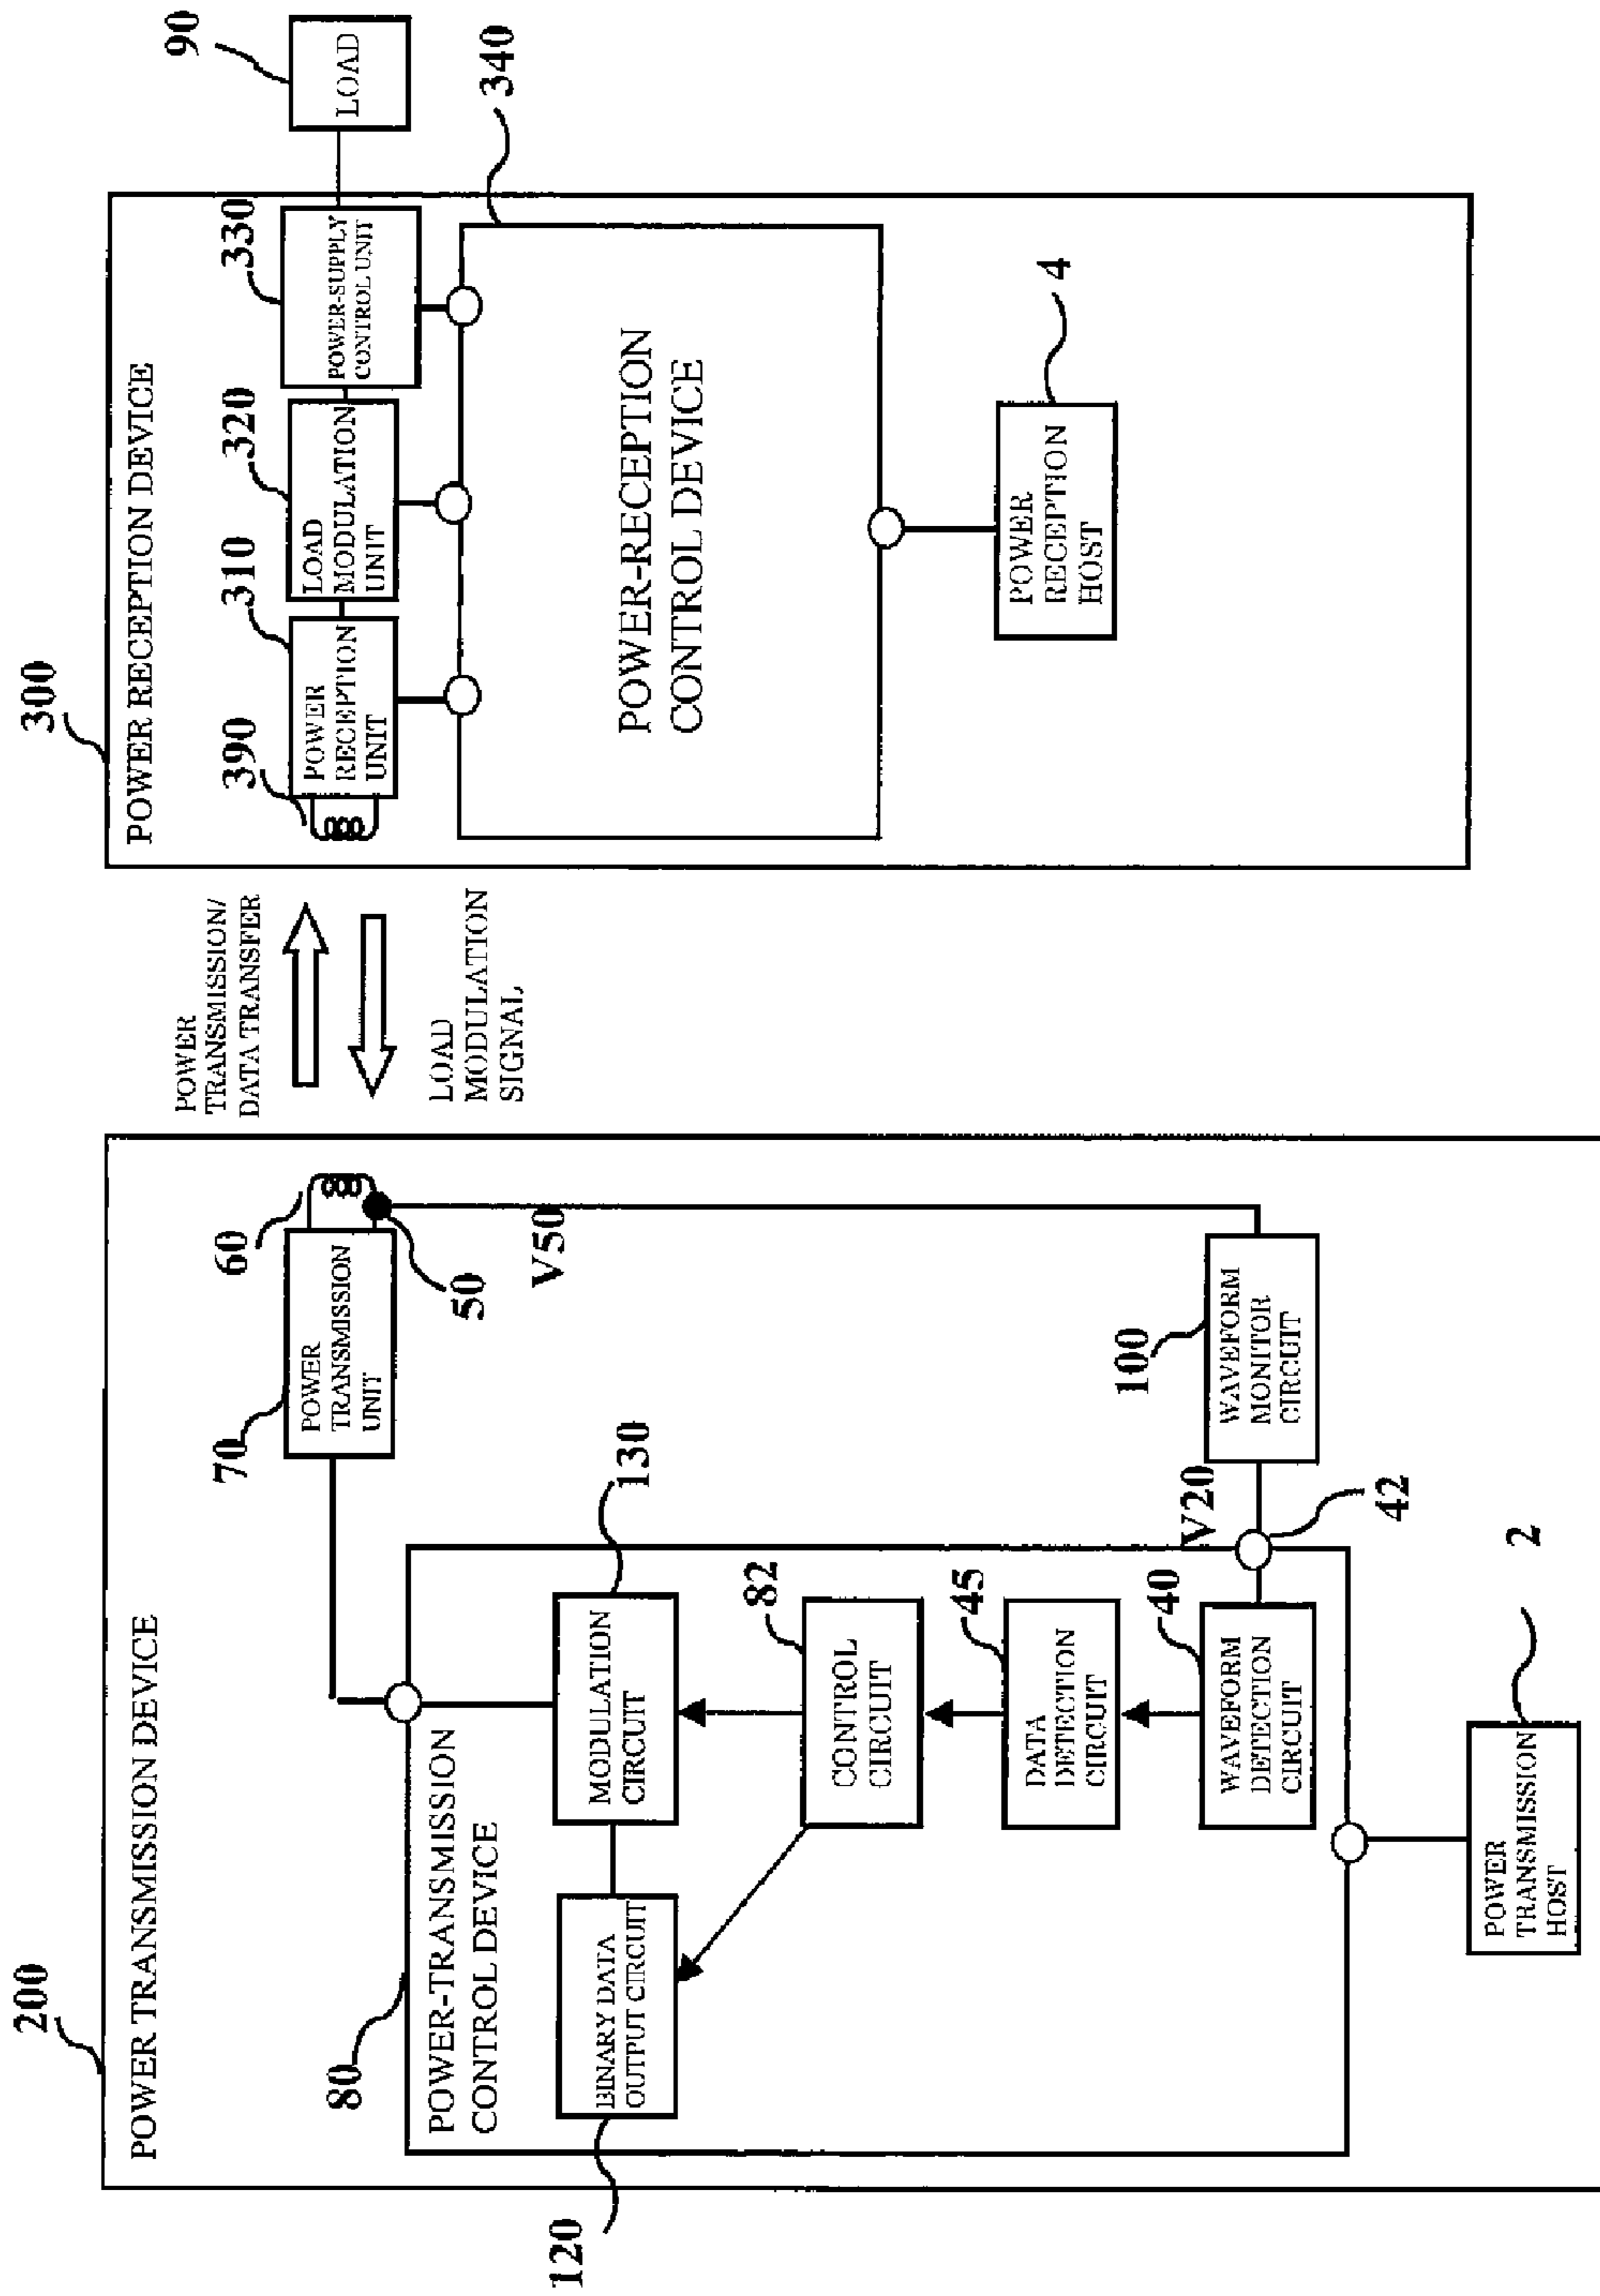 200
POWER TRANSMISSION DEVICE
80
POWER-TRANSMISSION
CONTROL DEVICE
120
BINARY DATA
OUTPUT CIRCUIT
MODULATION
CIRCUIT
130
CONTROL
CIRCUIT
82
DATA
DETECTION
CIRCUIT
45
WAVEFORM
DETECTION
CIRCUIT
40
POWER
TRANSMISSION
HOST
2
42
V20
100
WAVEFORM
MONITOR
CIRCUIT
70
POWER
TRANSMISSION
UNIT
60
50
V50
POWER
TRANSMISSION/
DATA TRANSFER
LOAD
MODULATION
SIGNAL
300
POWER RECEPTION DEVICE
390
POWER
RECEPTION
UNIT
310
LOAD
MODULATION
UNIT
320
POWER-SUPPLY
CONTROL UNIT
330
LOAD
90
340
POWER-RECEPTION
CONTROL DEVICE
POWER
RECEPTION
HOST
4